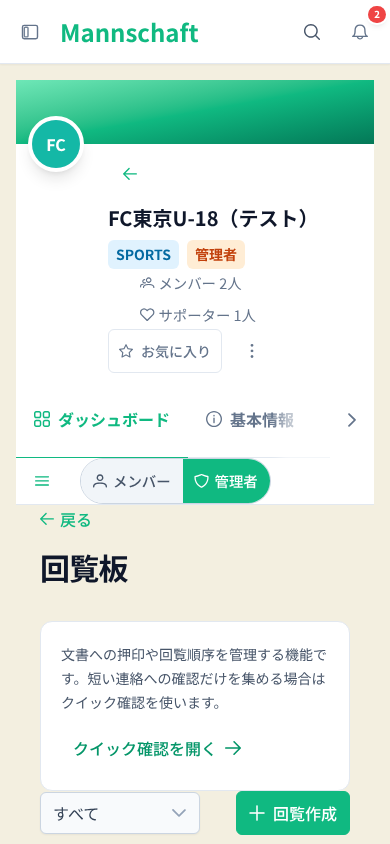 Mannschaft
2
FC
FC東京U-18（テスト）
SPORTS 管理者
メンバー 2人
サポーター 1人
お気に入り
ダッシュボード 基本情報
メンバー 管理者
戻る
回覧板
文書への押印や回覧順序を管理する機能で
す。短い連絡への確認だけを集める場合は
クイック確認を使います。
クイック確認を開く
すべて
回覧作成